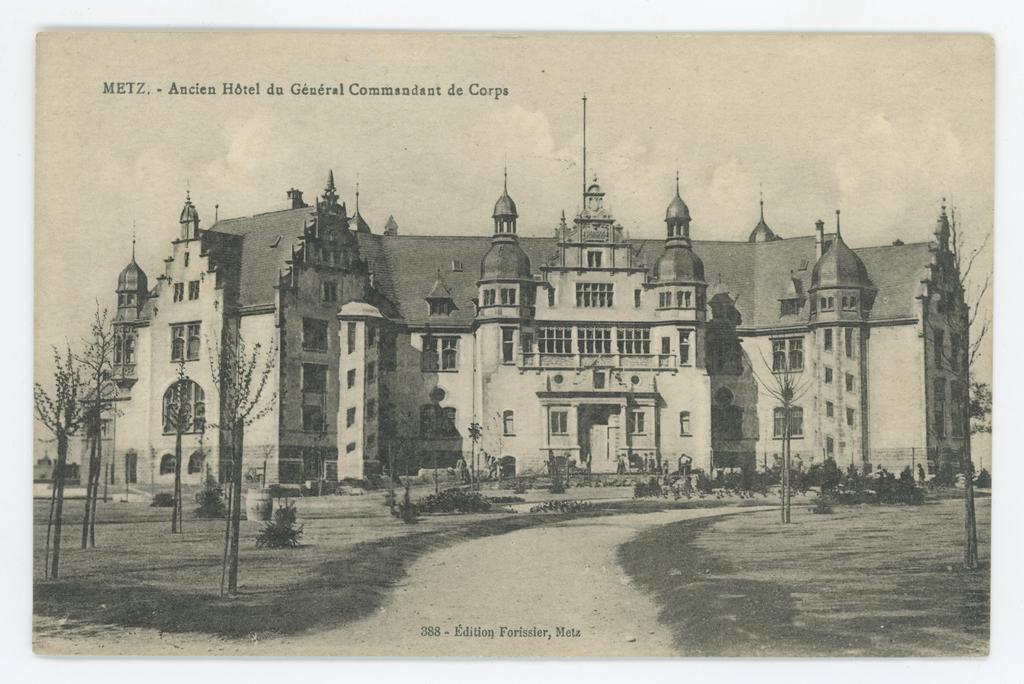 METZ. - Ancien Hôtel du Général Commandant de Corps
388 - Édition Forissier, Metz